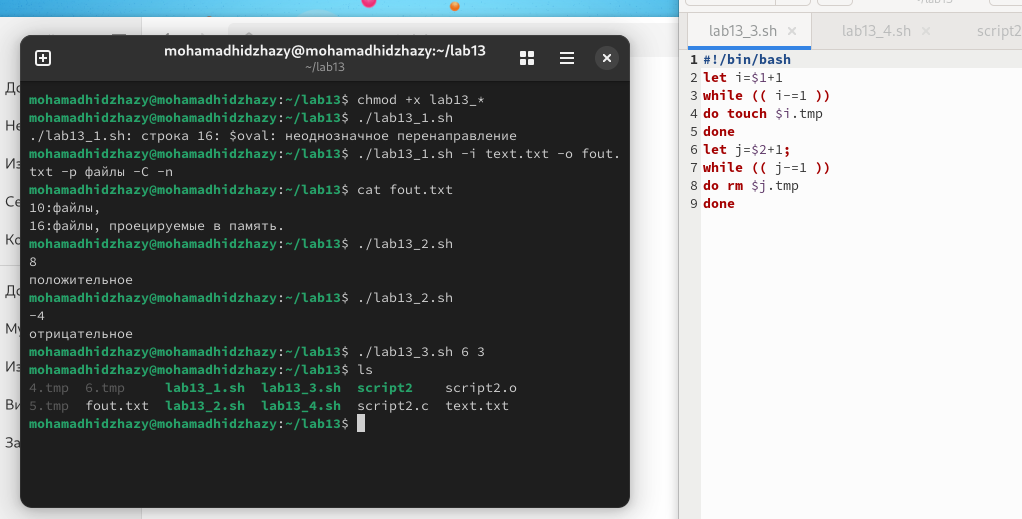 mohamadhidzhazy@mohamadhidzhazy:~/lab13
~/lab13
mohamadhidzhazy@mohamadhidzhazy:~/lab13$ chmod +x lab13_*
mohamadhidzhazy@mohamadhidzhazy:~/lab13$ ./lab13_1.sh
./lab13_1.sh: строка 16: $oval: неоднозначное перенаправление
mohamadhidzhazy@mohamadhidzhazy:~/lab13$ ./lab13_1.sh -i text.txt -o fout.
txt -p файлы -C -n
mohamadhidzhazy@mohamadhidzhazy:~/lab13$ cat fout.txt
10:файлы,
16:файлы, проецируемые в память.
mohamadhidzhazy@mohamadhidzhazy:~/lab13$ ./lab13_2.sh
8
положительное
mohamadhidzhazy@mohamadhidzhazy:~/lab13$ ./lab13_2.sh
-4
отрицательное
mohamadhidzhazy@mohamadhidzhazy:~/lab13$ ./lab13_3.sh 6 3
mohamadhidzhazy@mohamadhidzhazy:~/lab13$ ls
4.tmp 6.tmp lab13_1.sh lab13_3.sh script2 script2.o
5.tmp fout.txt lab13_2.sh lab13_4.sh script2.c text.txt
mohamadhidzhazy@mohamadhidzhazy:~/lab13$
lab13_3.sh × lab13_4.sh × script2
1 #!/bin/bash
2 let i=$1+1
3 while (( i-=1 ))
4 do touch $i.tmp
5 done
6 let j=$2+1;
7 while (( j-=1 ))
8 do rm $j.tmp
9 done